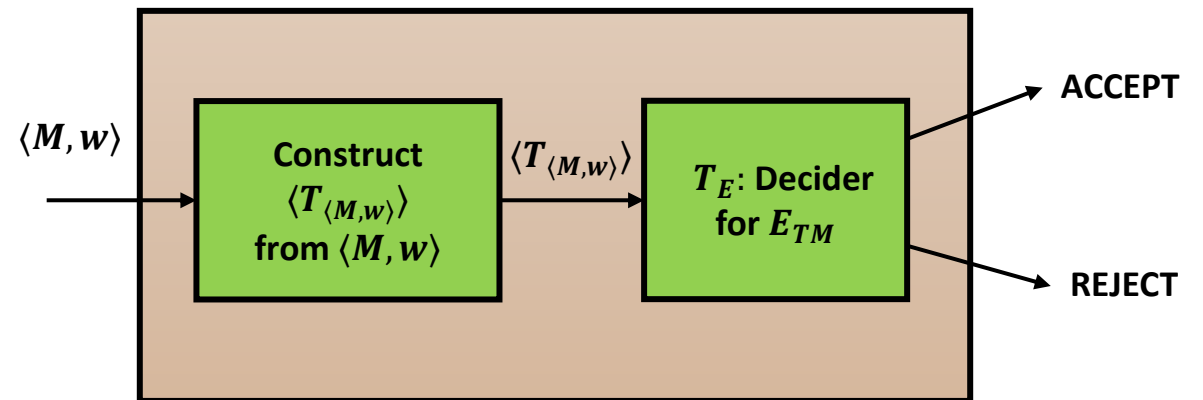 ⟨M, w⟩
Construct
⟨T⟨M,w⟩⟩
from ⟨M, w⟩
⟨T⟨M,w⟩⟩
T_E: Decider
for E_TM
ACCEPT
REJECT